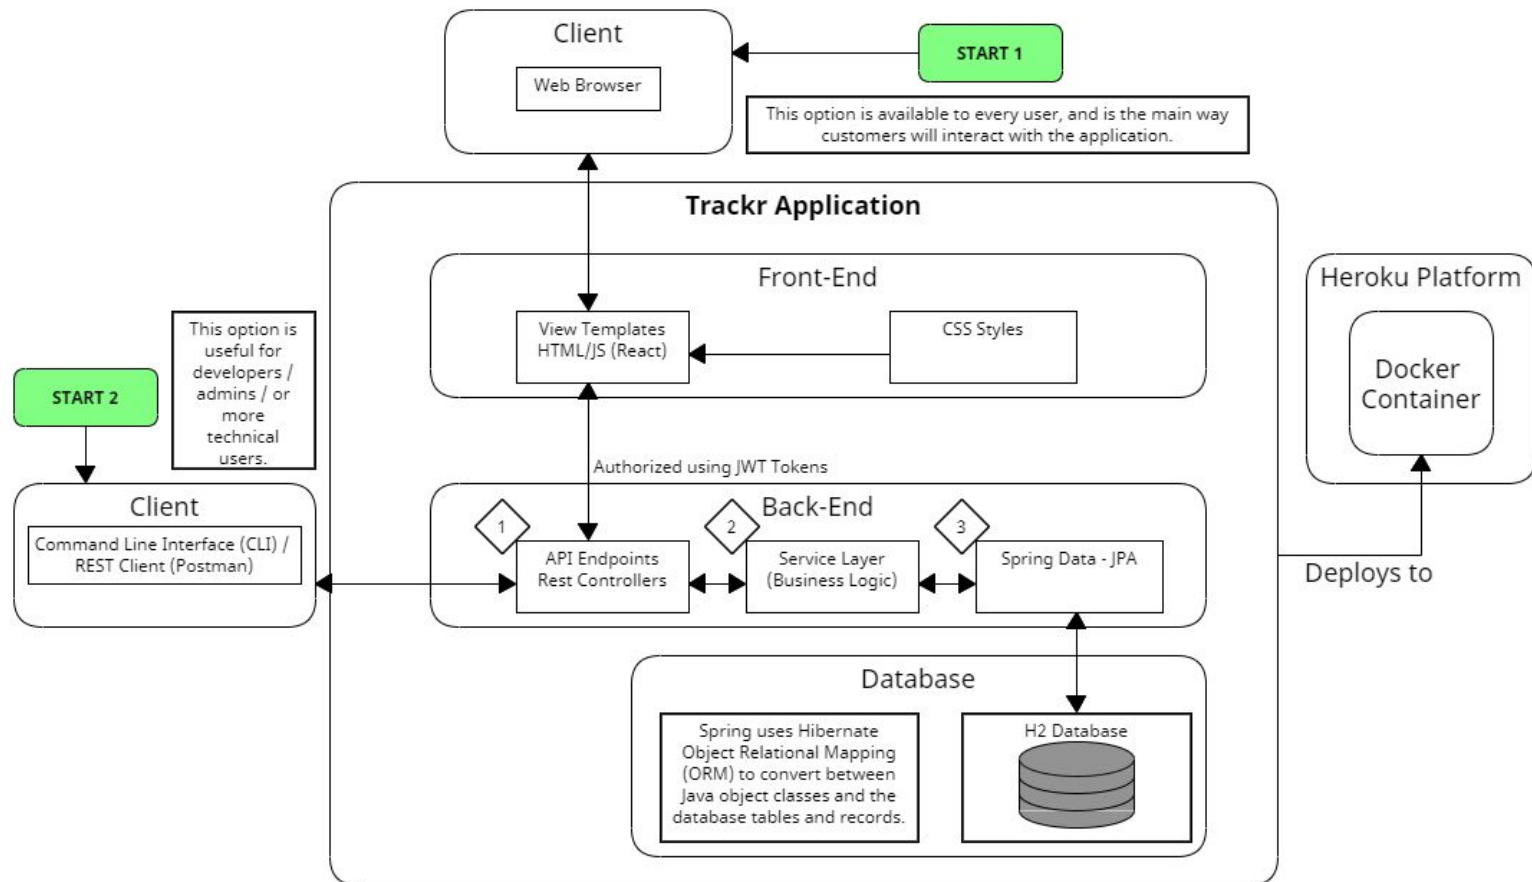 Client
Web Browser
START 1
This option is available to every user, and is the main way
customers will interact with the application.
Trackr Application
Front-End
View Templates
HTML/JS (React)
CSS Styles
Heroku Platform
Docker
Container
This option is
useful for
developers /
admins / or
more
technical
users.
START 2
Authorized using JWT Tokens
Client
Command Line Interface (CLI) /
REST Client (Postman)
Back-End
1
API Endpoints
Rest Controllers
2
Service Layer
(Business Logic)
3
Spring Data - JPA
Deploys to
Database
Spring uses Hibernate
Object Relational Mapping
(ORM) to convert between
Java object classes and the
database tables and records.
H2 Database